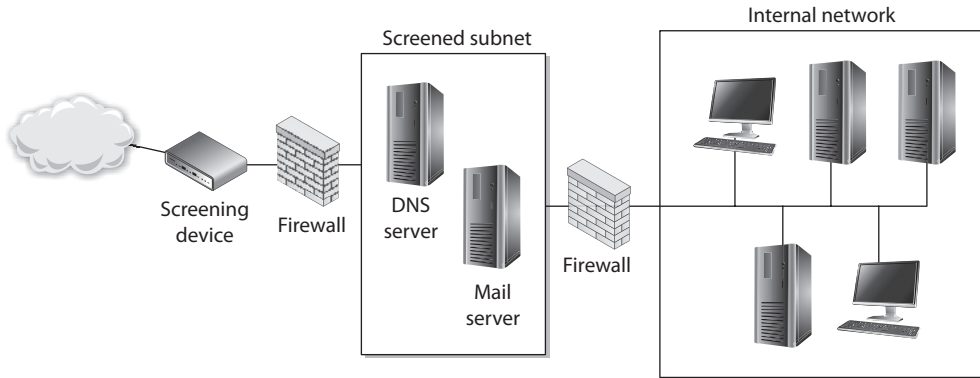 Internal network
Screened subnet
Screening
device
Firewall
DNS
server
Mail
server
Firewall